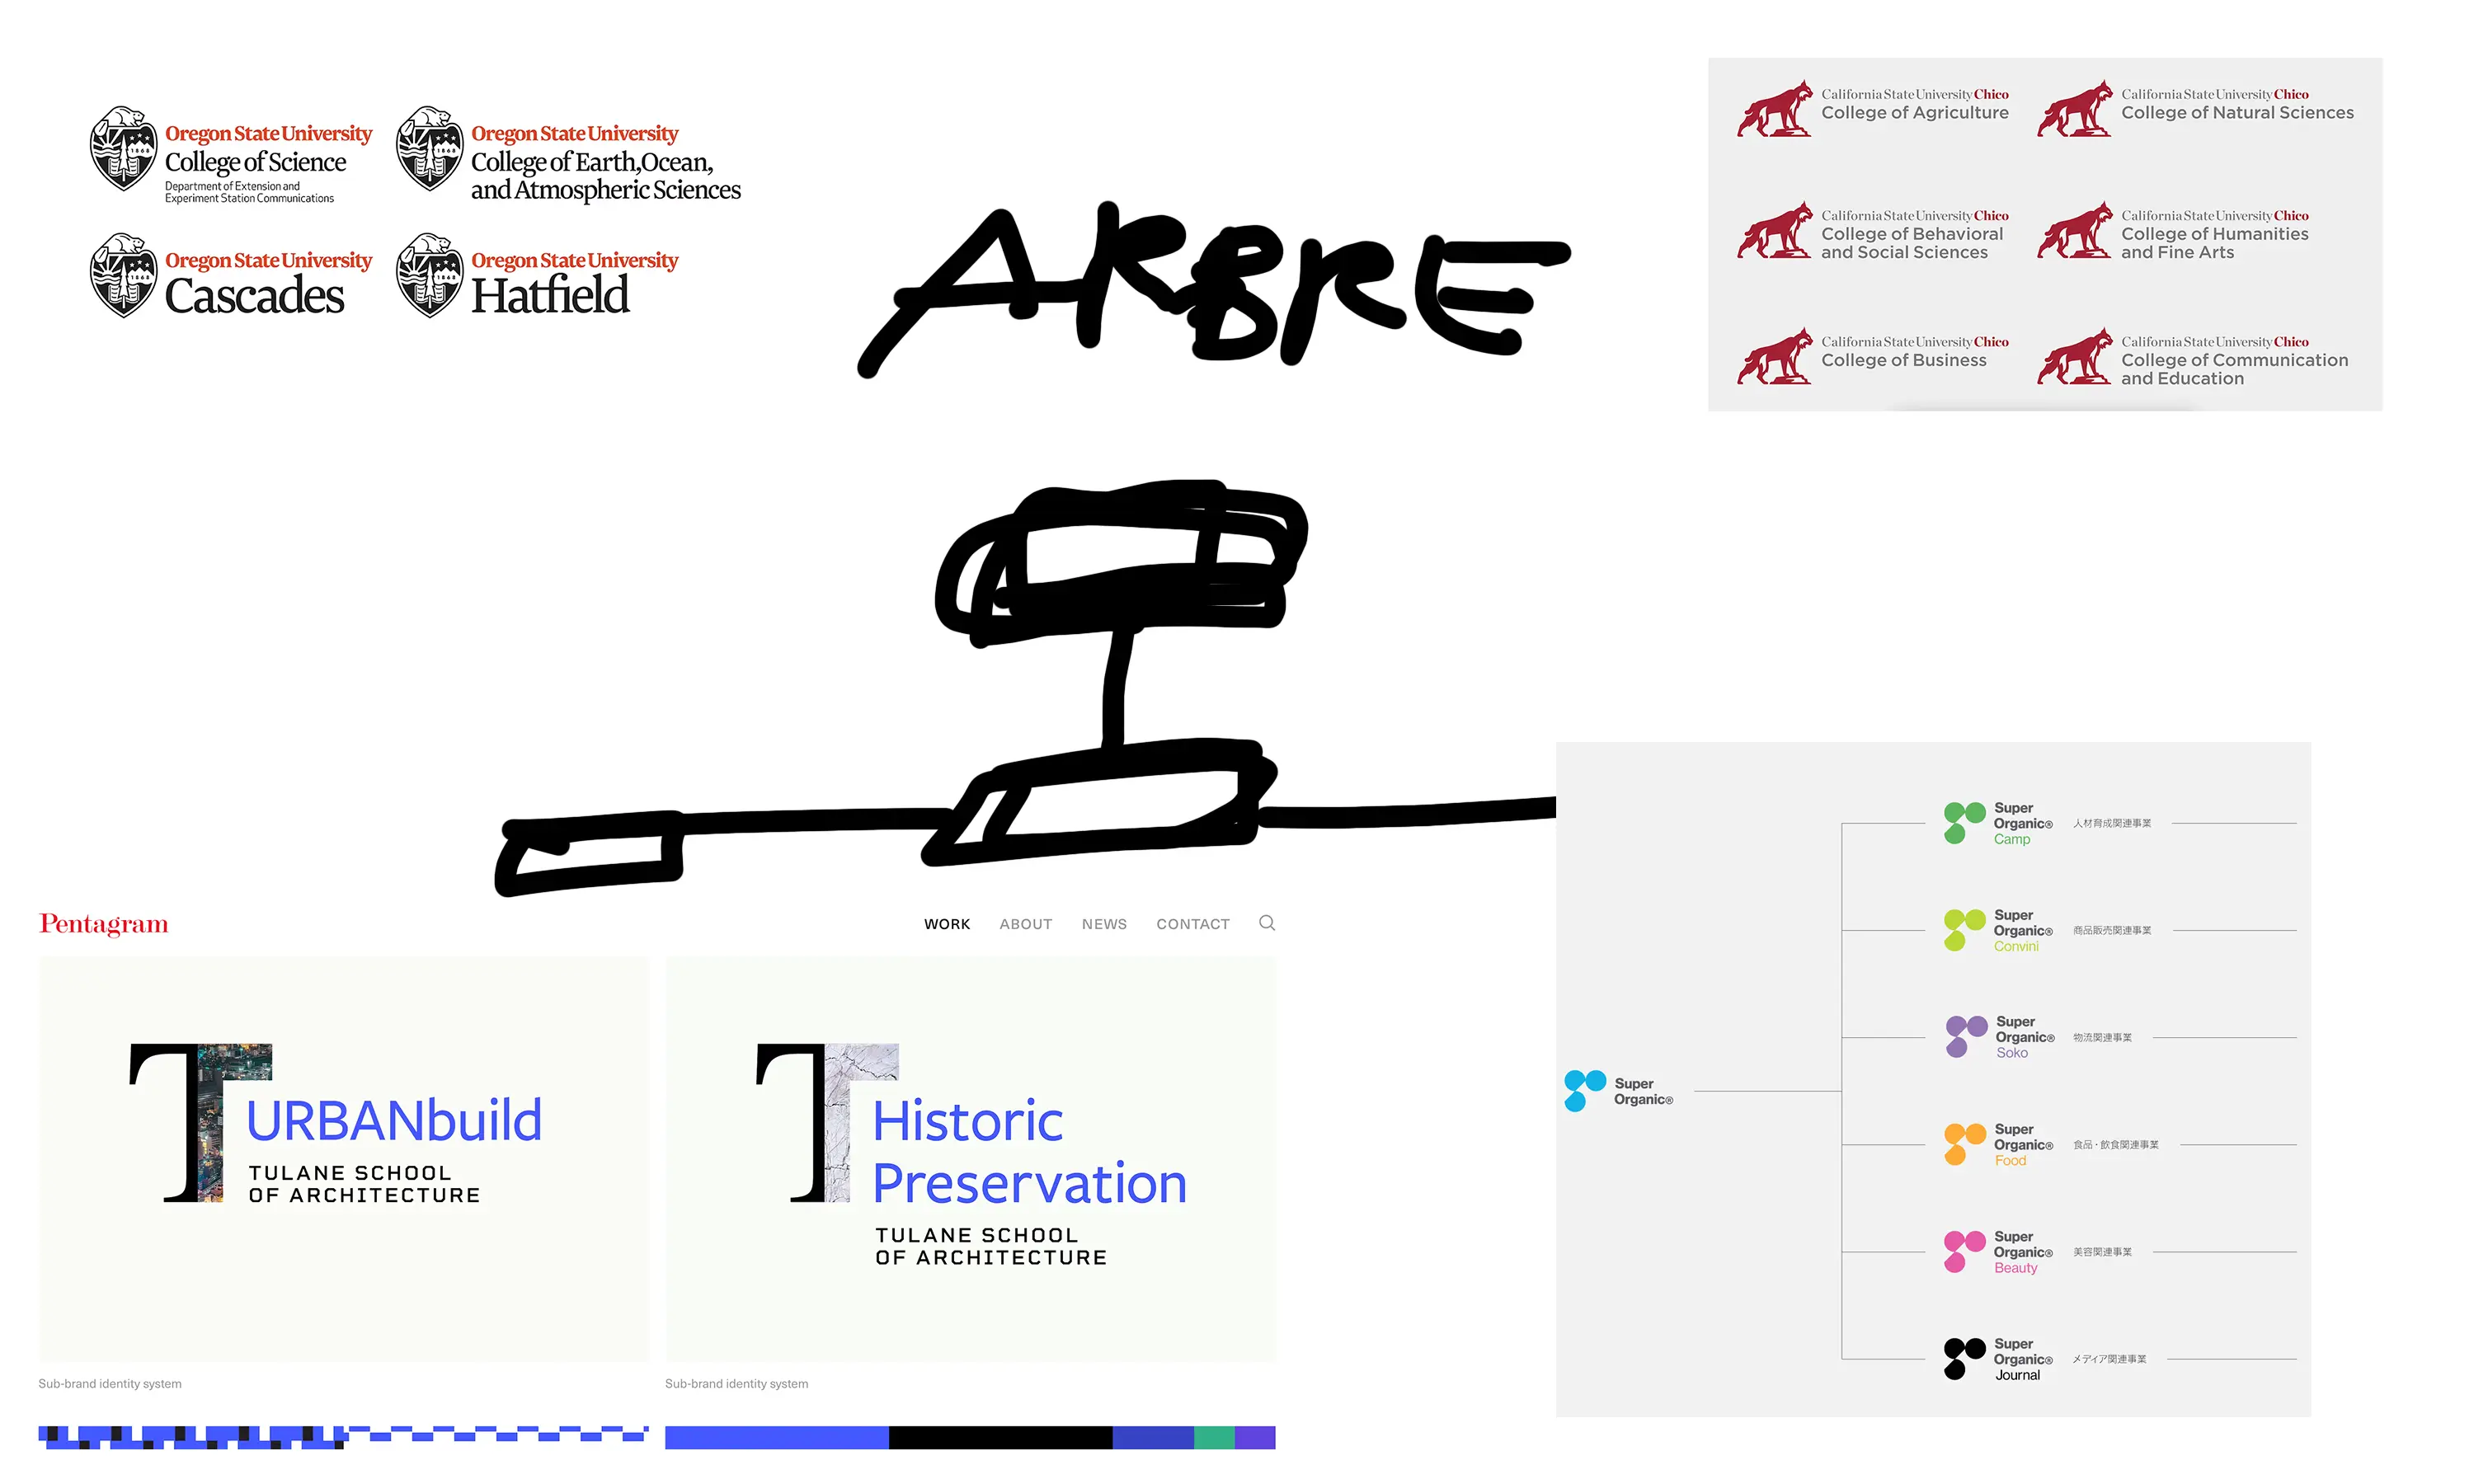 Oregon State University
College of Science
Department of Extension and
Experiment Station Communications
Oregon State University
College of Earth,Ocean,
and Atmospheric Sciences
Oregon State University
Cascades
Oregon State University
Hatfield
1868
1868
1868
1868
ARBRE
California State University Chico
College of Agriculture
California State University Chico
College of Natural Sciences
California State University Chico
College of Behavioral
and Social Sciences
California State University Chico
College of Humanities
and Fine Arts
California State University Chico
College of Business
California State University Chico
College of Communication
and Education
Pentagram
WORK ABOUT NEWS CONTACT
T
URBANbuild
TULANE SCHOOL
OF ARCHITECTURE
Sub-brand identity system
T
Historic
Preservation
TULANE SCHOOL
OF ARCHITECTURE
Sub-brand identity system
Super
Organic®
Super
Organic®
Camp
人材育成関連事業
Super
Organic®
Convini
商品販売関連事業
Super
Organic®
Soko
物流関連事業
Super
Organic®
Food
食品・飲食関連事業
Super
Organic®
Beauty
美容関連事業
Super
Organic®
Journal
メディア関連事業